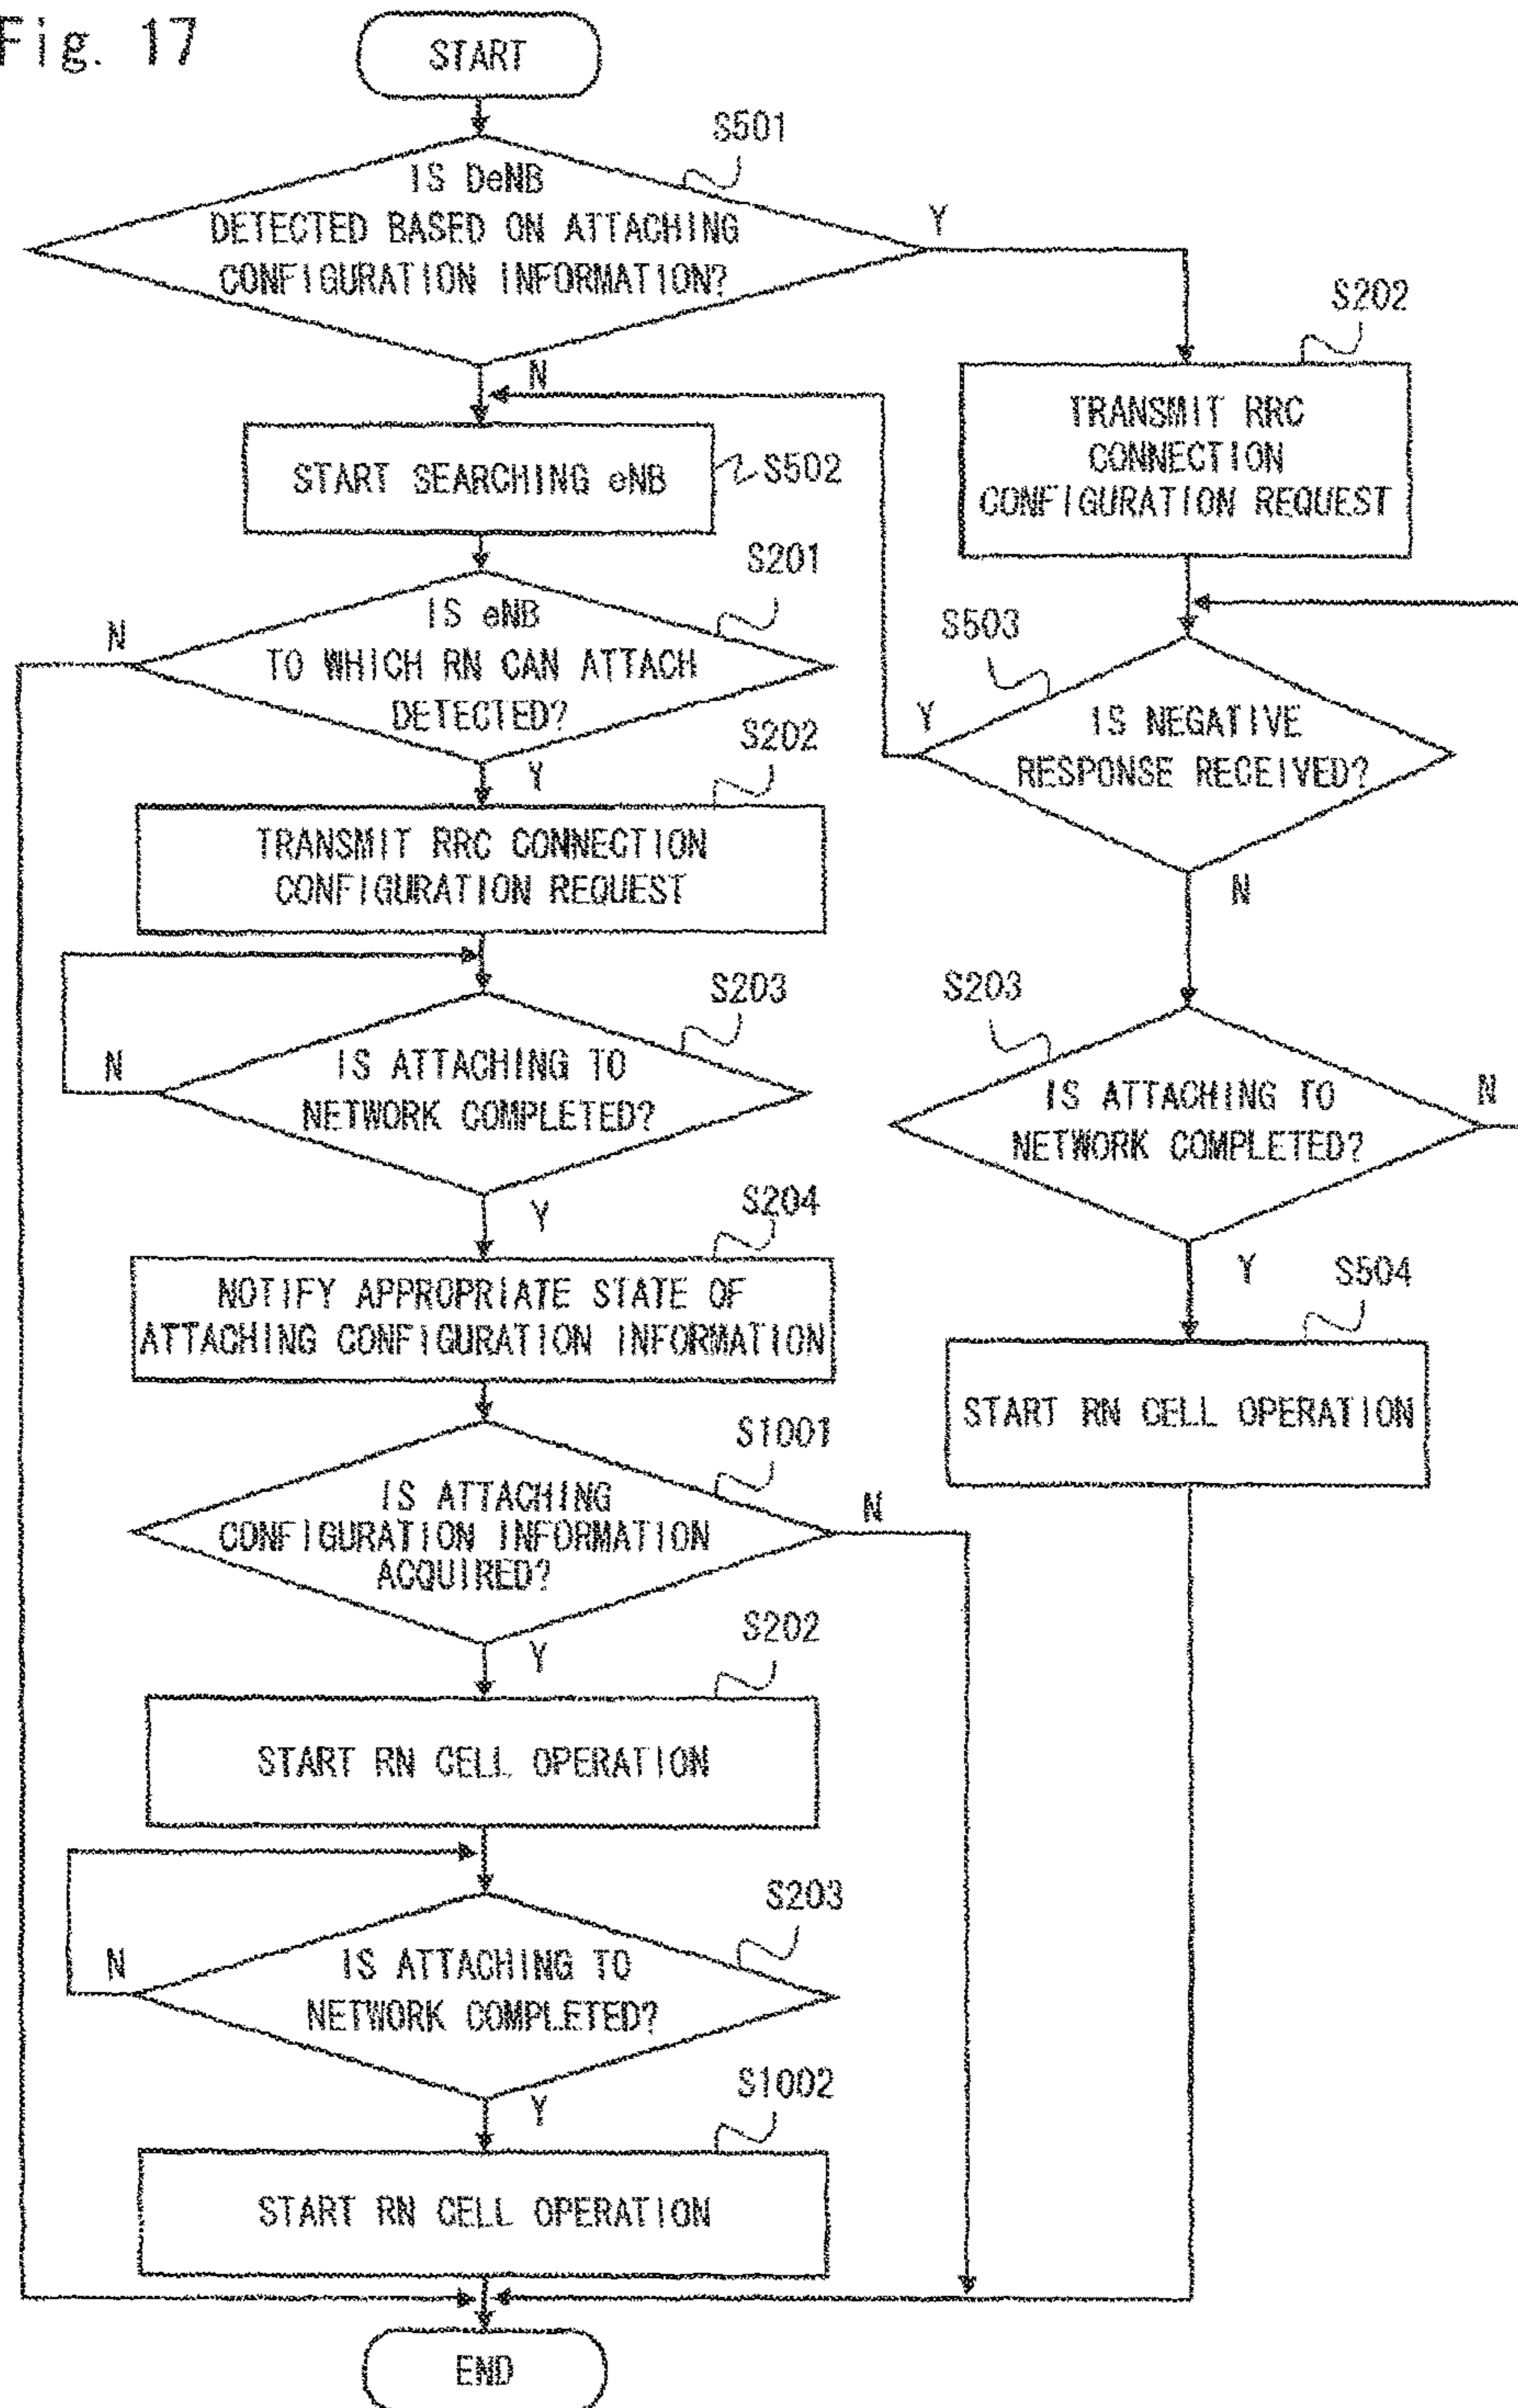 Fig. 17
START
S501
IS DeNB
DETECTED BASED ON ATTACHING
CONFIGURATION INFORMATION?
Y
N
S202
TRANSMIT RRC
CONNECTION
CONFIGURATION REQUEST
START SEARCHING eNB
S502
S201
IS eNB
TO WHICH RN CAN ATTACH
DETECTED?
N
Y
S503
IS NEGATIVE
RESPONSE RECEIVED?
Y
N
S202
TRANSMIT RRC CONNECTION
CONFIGURATION REQUEST
S203
IS ATTACHING TO
NETWORK COMPLETED?
N
Y
S203
IS ATTACHING TO
NETWORK COMPLETED?
N
Y
S204
NOTIFY APPROPRIATE STATE OF
ATTACHING CONFIGURATION INFORMATION
S504
START RN CELL OPERATION
S1001
IS ATTACHING
CONFIGURATION INFORMATION
ACQUIRED?
N
Y
S202
START RN CELL OPERATION
S203
IS ATTACHING TO
NETWORK COMPLETED?
N
Y
S1002
START RN CELL OPERATION
END